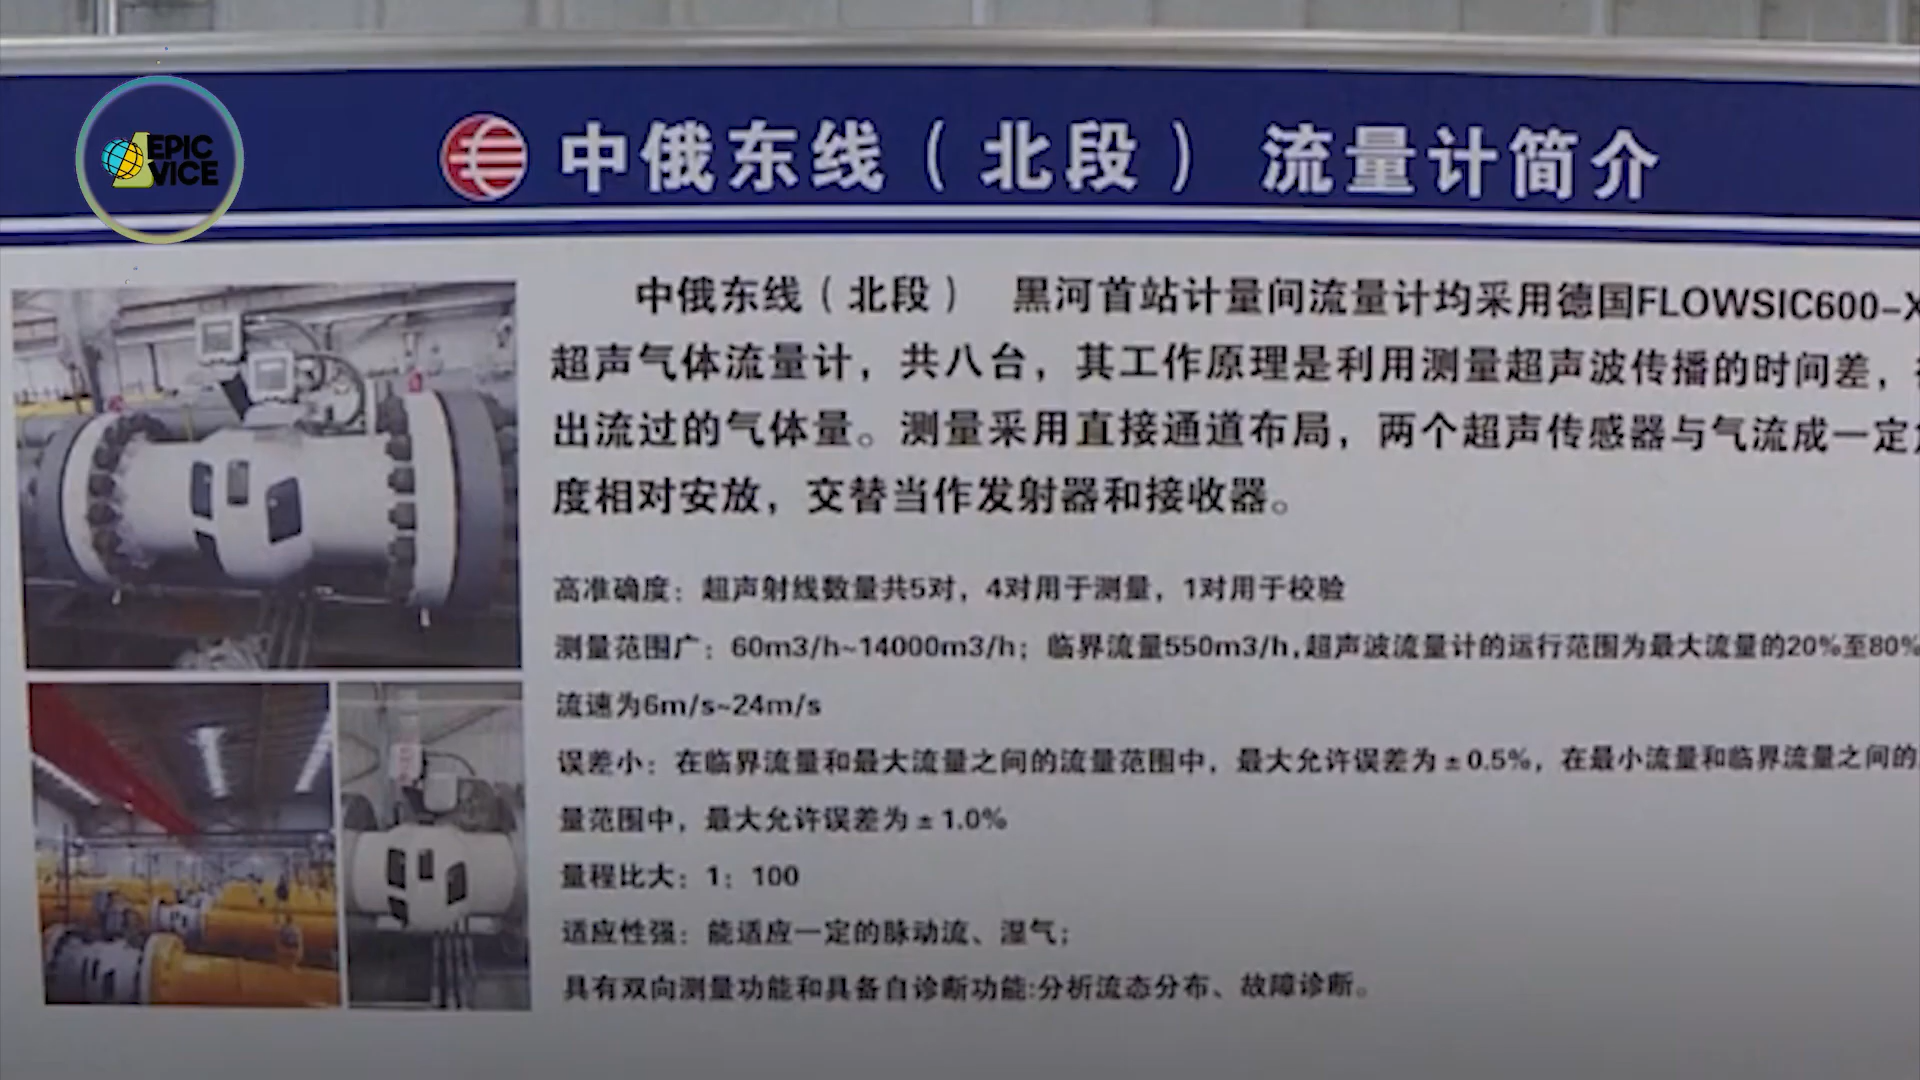 EPIC
VICE
中俄东线（北段） 流量计简介
中俄东线（北段） 黑河首站计量间流量计均采用德国FLOWSIC600-X
超声气体流量计，共八台，其工作原理是利用测量超声波传播的时间差，
出流过的气体量。测量采用直接通道布局，两个超声传感器与气流成一定
度相对安放，交替当作发射器和接收器。
高准确度：超声射线数量共5对，4对用于测量，1对用于校验
测量范围广：60m3/h~14000m3/h；临界流量550m3/h,超声波流量计的运行范围为最大流量的20%至80%
流速为6m/s~24m/s
误差小：在临界流量和最大流量之间的流量范围中，最大允许误差为±0.5%，在最小流量和临界流量之间的
量范围中，最大允许误差为±1.0%
量程比大：1：100
适应性强：能适应一定的脉动流、湿气；
具有双向测量功能和具备自诊断功能:分析流态分布、故障诊断。